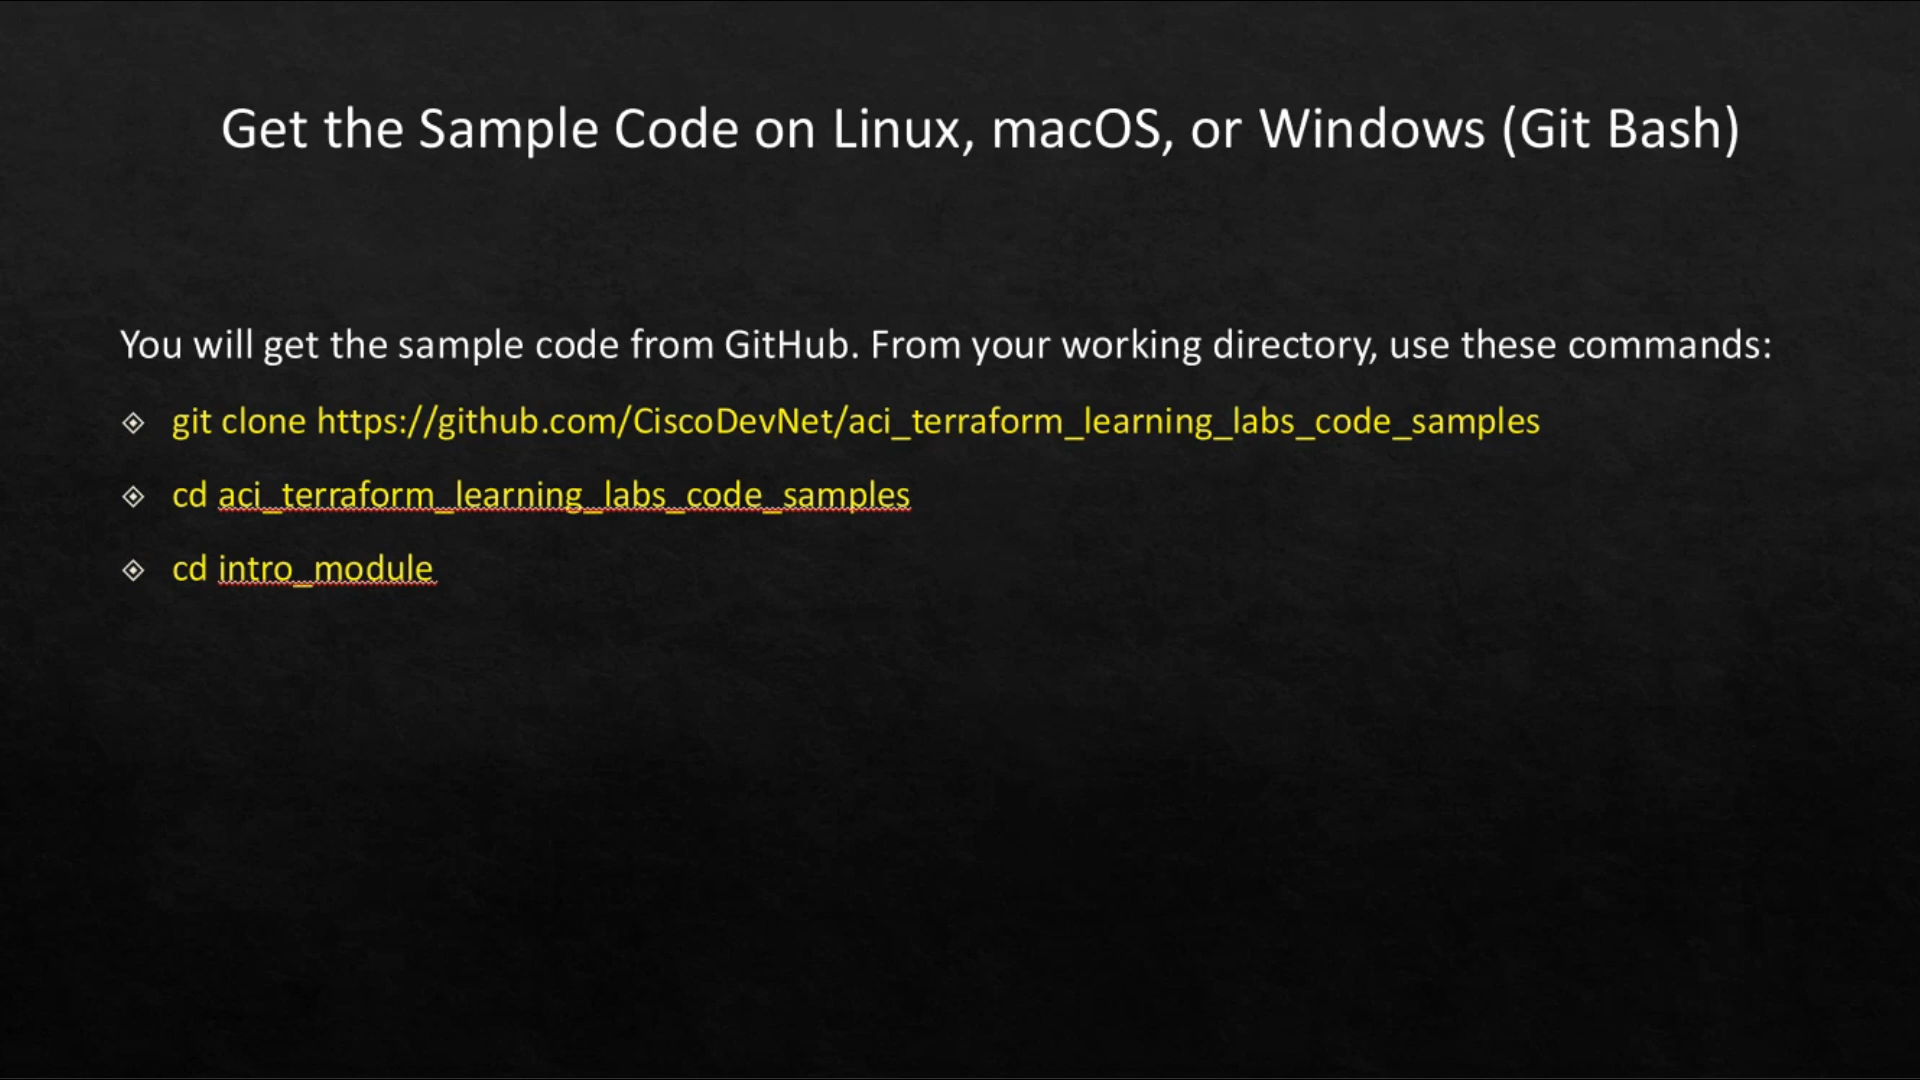 Get the Sample Code on Linux, macOS, or Windows (Git Bash)
You will get the sample code from GitHub. From your working directory, use these commands:
git clone https://github.com/CiscoDevNet/aci_terraform_learning_labs_code_samples
cd aci_terraform_learning_labs_code_samples
cd intro_module